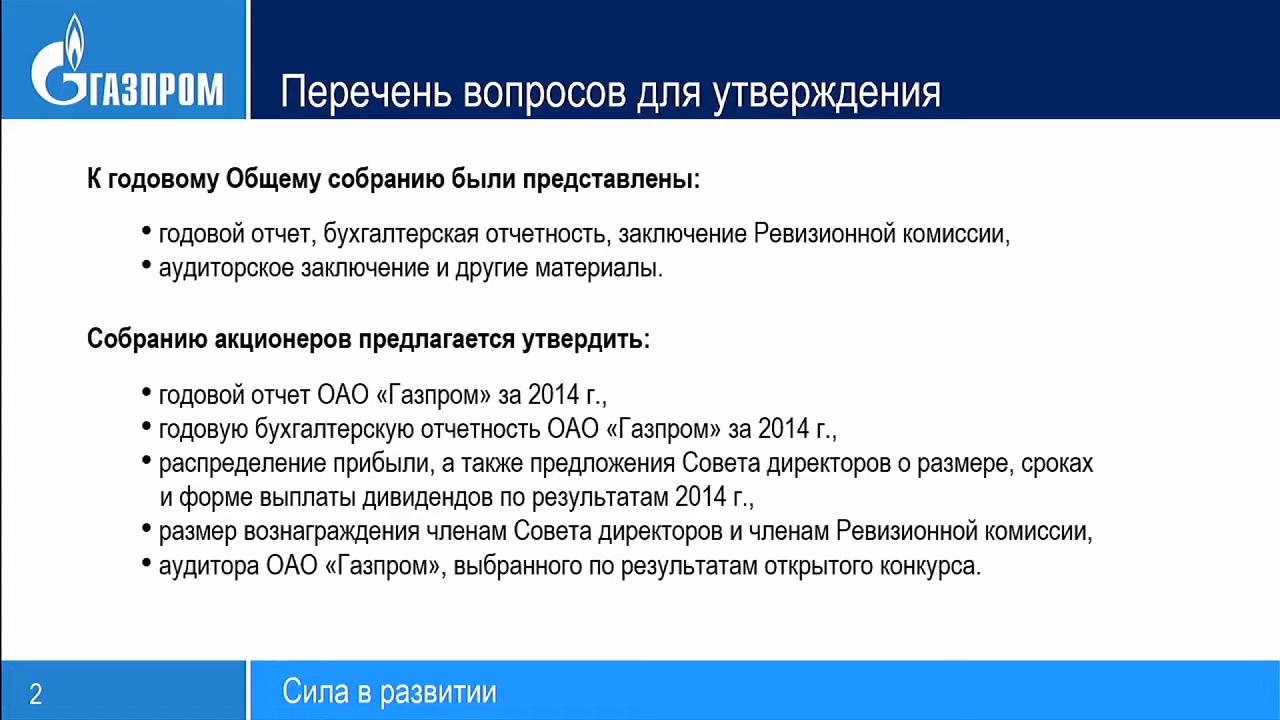 ГАЗПРОМ
Перечень вопросов для утверждения
К годовому Общему собранию были представлены:
• годовой отчет, бухгалтерская отчетность, заключение Ревизионной комиссии,
• аудиторское заключение и другие материалы.
Собранию акционеров предлагается утвердить:
• годовой отчет ОАО «Газпром» за 2014 г.,
• годовую бухгалтерскую отчетность ОАО «Газпром» за 2014 г.,
• распределение прибыли, а также предложения Совета директоров о размере, сроках
и форме выплаты дивидендов по результатам 2014 г.,
• размер вознаграждения членам Совета директоров и членам Ревизионной комиссии,
• аудитора ОАО «Газпром», выбранного по результатам открытого конкурса.
2
Сила в развитии